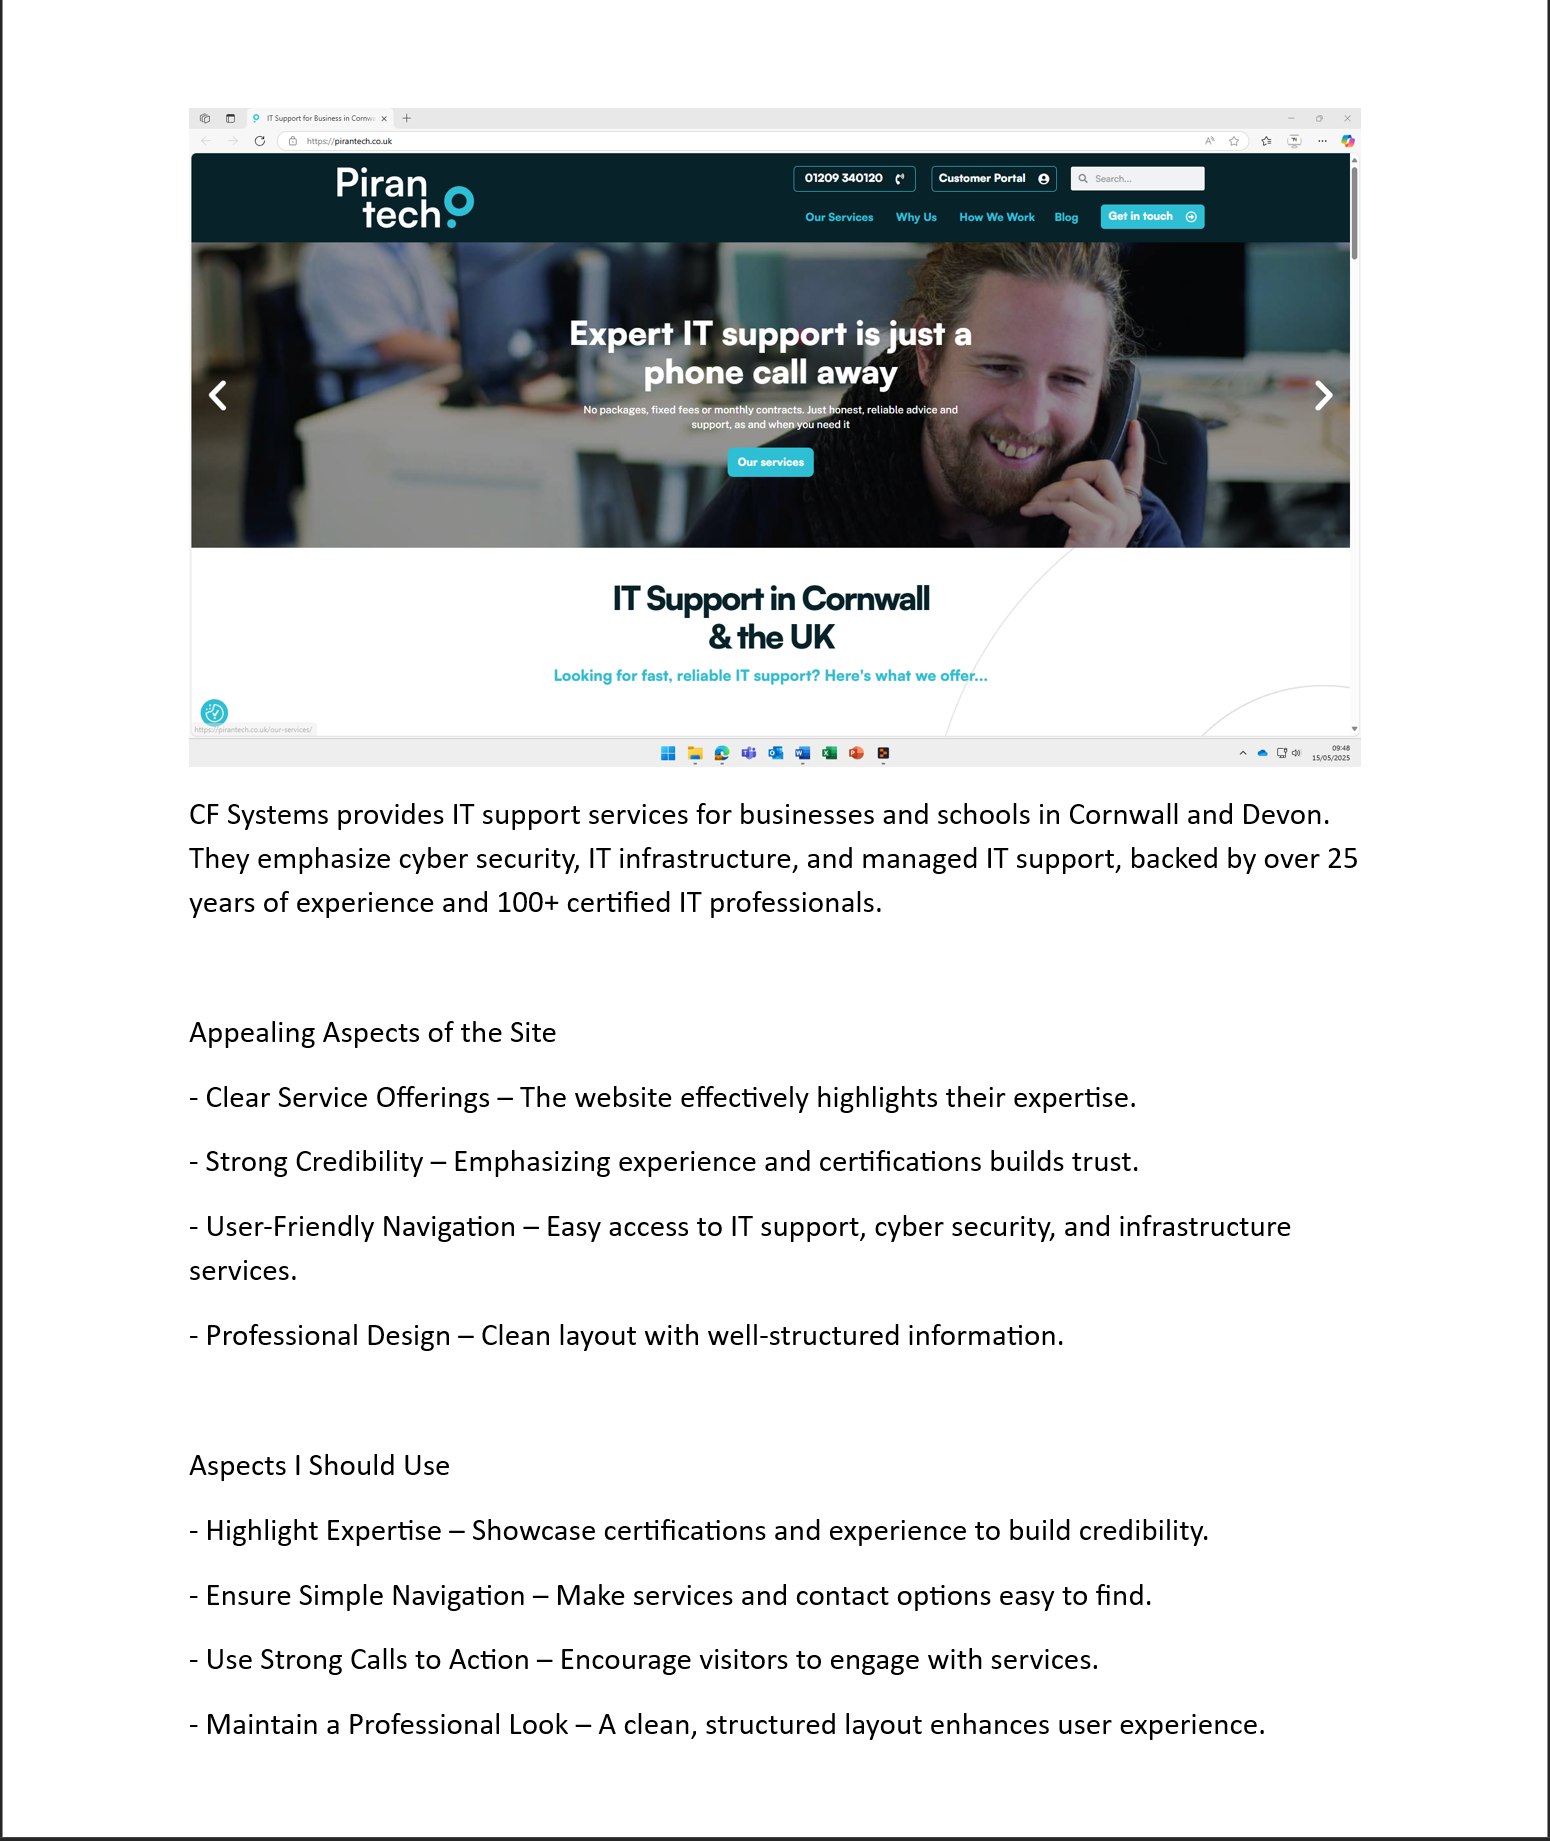 IT Support for Business in Cornw
https://pirantech.co.uk
Piran
tech
01209 340120
Customer Portal
Search...
Our Services
Why Us
How We Work
Blog
Get in touch
Expert IT support is just a
phone call away
No packages, fixed fees or monthly contracts. Just honest, reliable advice and
support, as and when you need it
Our services
IT Support in Cornwall
& the UK
Looking for fast, reliable IT support? Here's what we offer...
https://pirantech.co.uk/our-services/
09:48
15/05/2025
CF Systems provides IT support services for businesses and schools in Cornwall and Devon.
They emphasize cyber security, IT infrastructure, and managed IT support, backed by over 25
years of experience and 100+ certified IT professionals.
Appealing Aspects of the Site
- Clear Service Offerings – The website effectively highlights their expertise.
- Strong Credibility – Emphasizing experience and certifications builds trust.
- User-Friendly Navigation – Easy access to IT support, cyber security, and infrastructure
services.
- Professional Design – Clean layout with well-structured information.
Aspects I Should Use
- Highlight Expertise – Showcase certifications and experience to build credibility.
- Ensure Simple Navigation – Make services and contact options easy to find.
- Use Strong Calls to Action – Encourage visitors to engage with services.
- Maintain a Professional Look – A clean, structured layout enhances user experience.